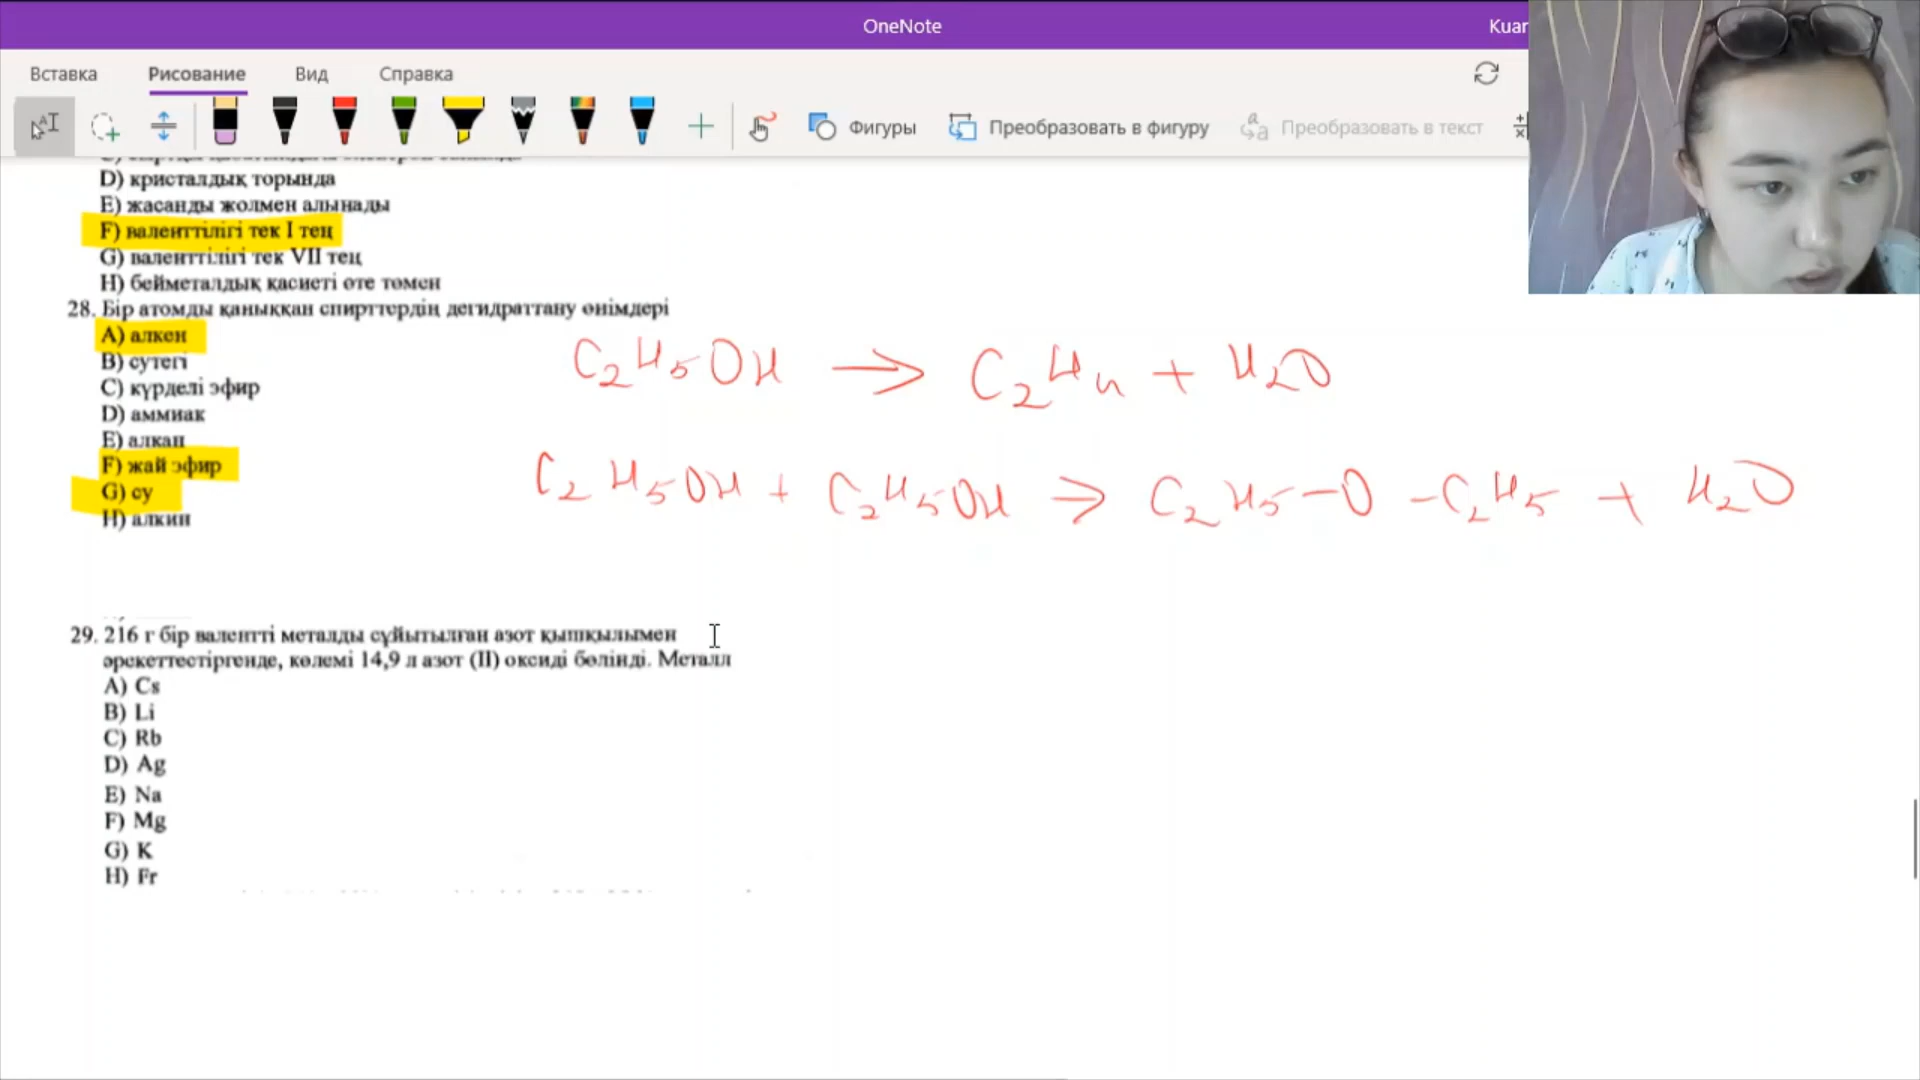 OneNote
Kuar
Вставка Рисование Вид Справка
Фигуры Преобразовать в фигуру Преобразовать в текст
D) кристалдық торында
E) жасанды жолмен алынады
F) валенттілігі тек I тең
G) валенттілігі тек VII тең
H) бейметалдық қасиеті өте төмен
28. Бір атомды қаныққан спирттердің дегидраттану өнімдері
A) алкен
B) сутегі
C) күрделі эфир
D) аммиак
E) алкан
F) жай эфир
G) су
H) алкин
C₂H₅OH → C₂H₄ + H₂O
C₂H₅OH + C₂H₅OH → C₂H₅-O-C₂H₅ + H₂O
29. 216 г бір валентті металды сұйытылған азот қышқылымен
әрекеттестіргенде, көлемі 14,9 л азот (II) оксиді бөлінді. Металл
A) Cs
B) Li
C) Rb
D) Ag
E) Na
F) Mg
G) K
H) Fr